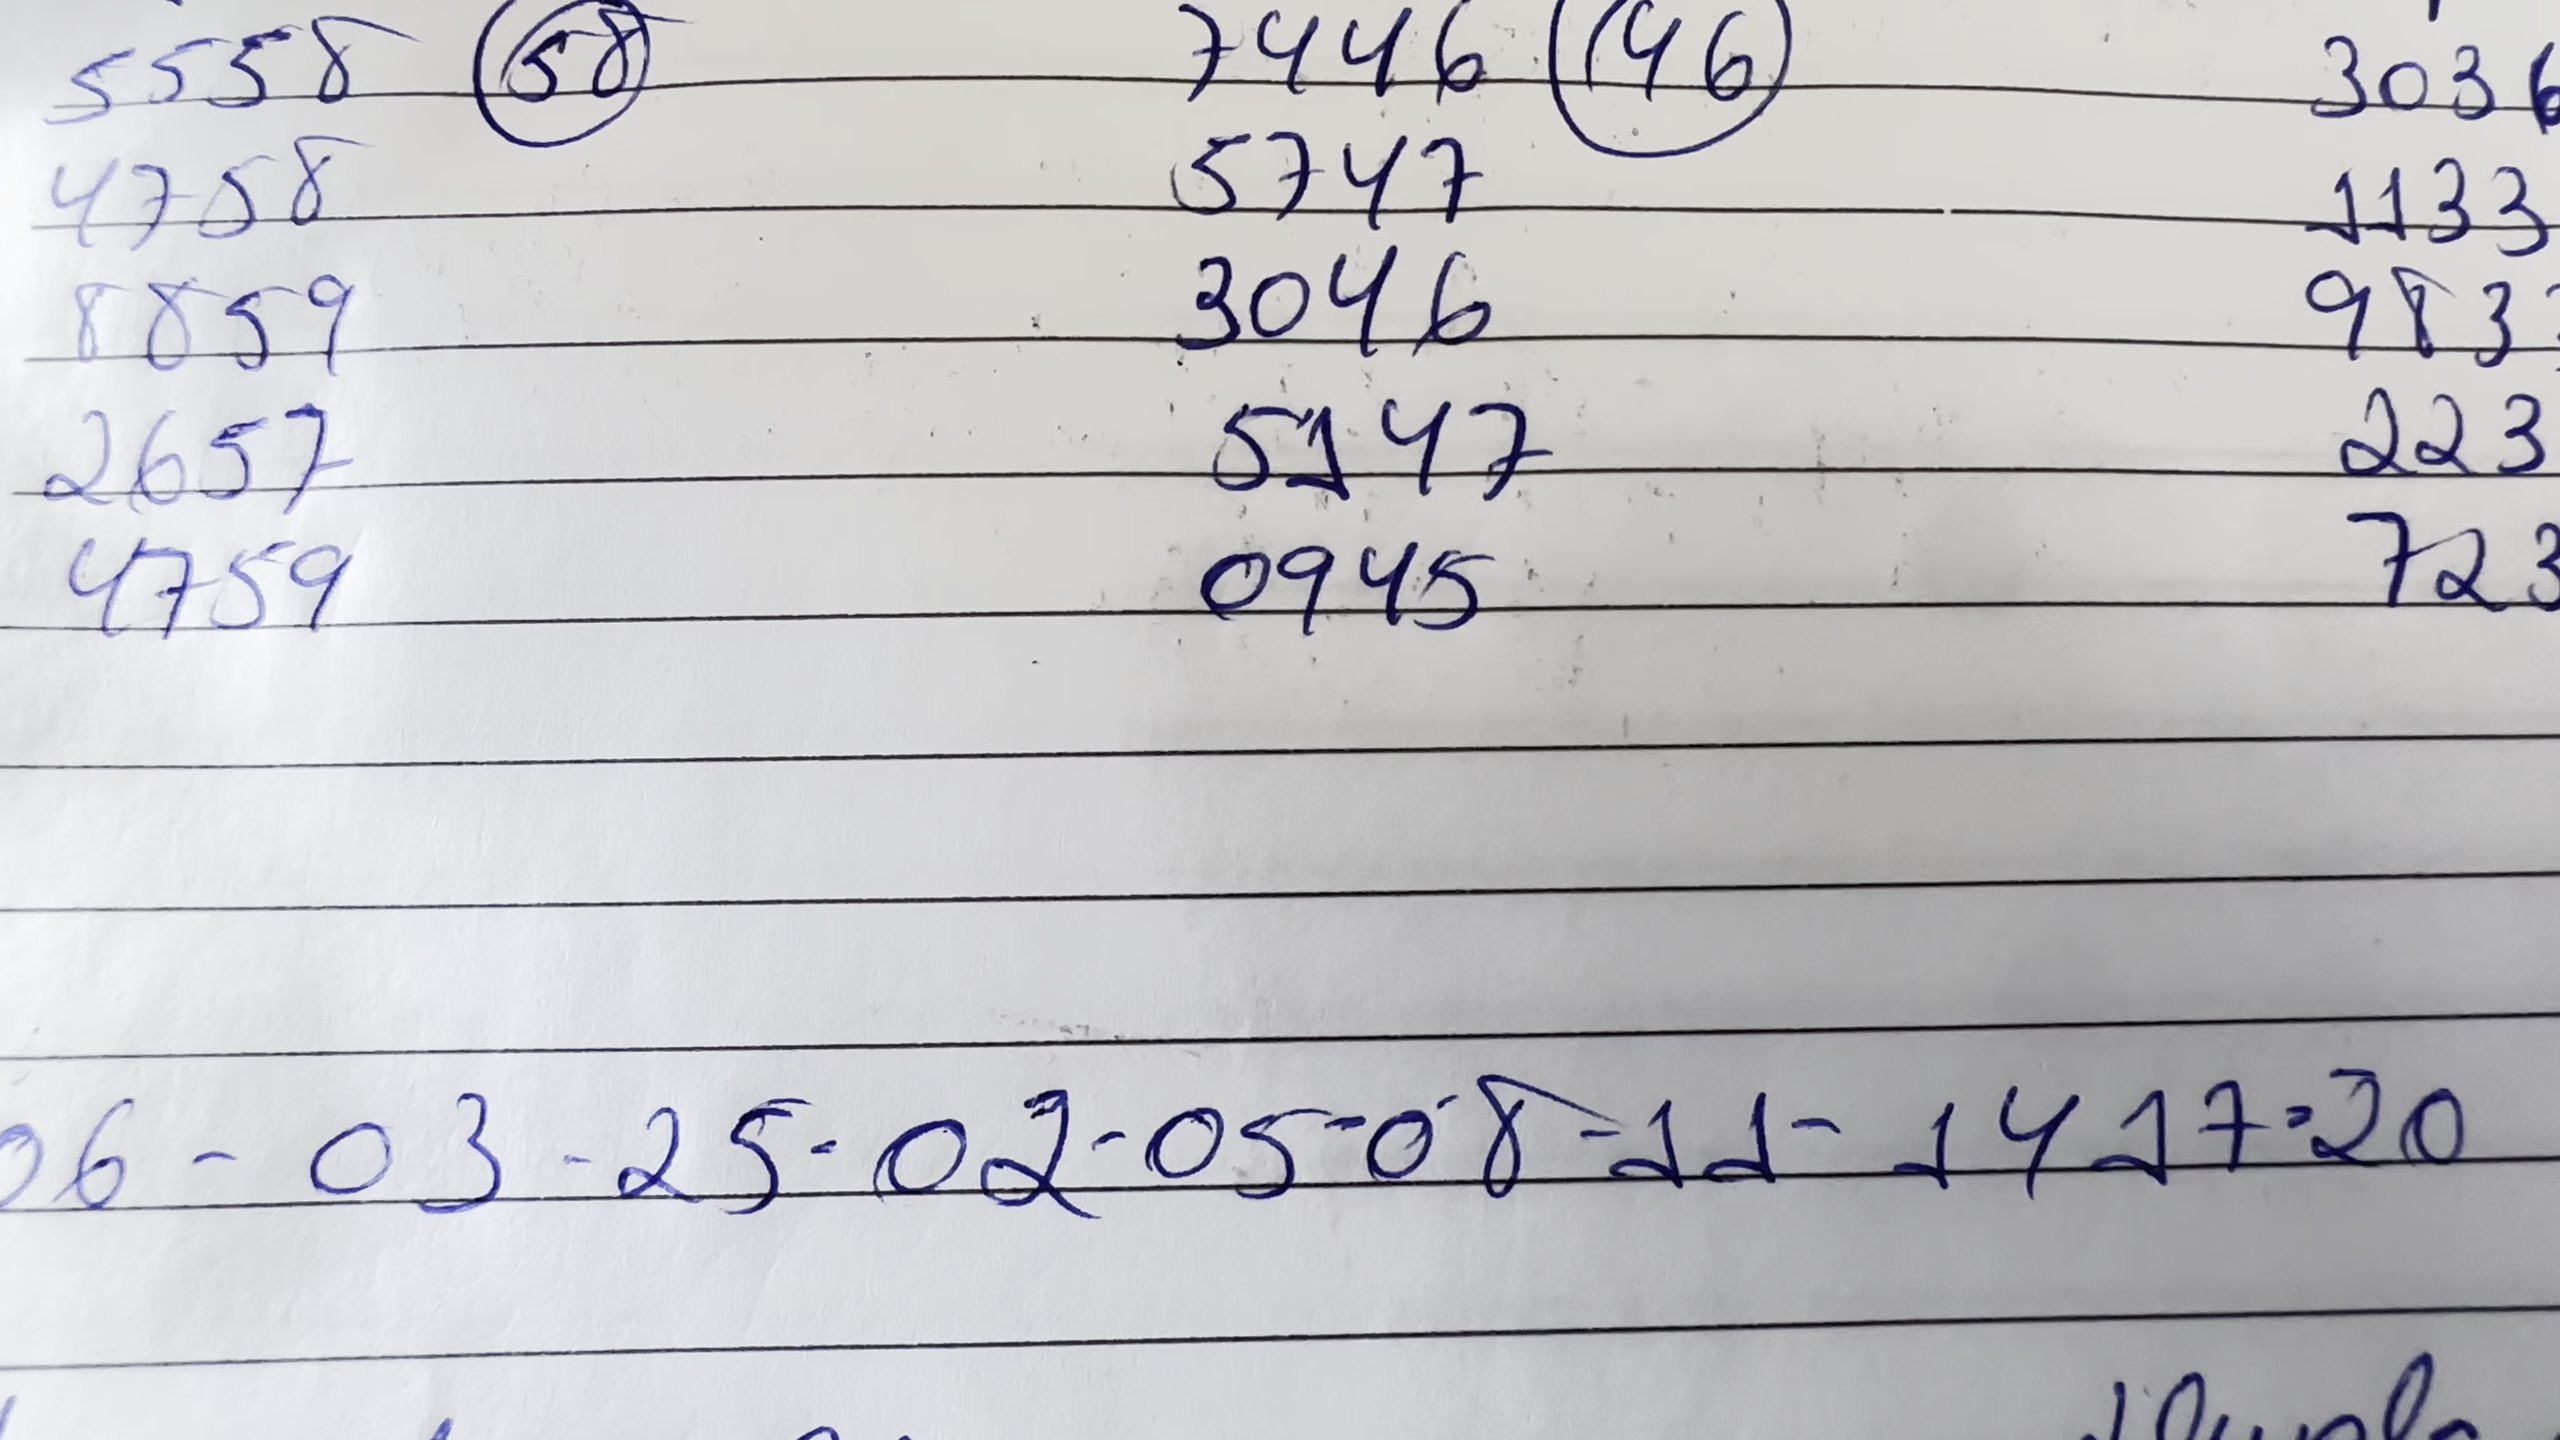 5558 58 7446 46 3036
4758 5747 1133
8859 3046 983
2657 5147 223
4759 0945 723
06 - 03 - 25 - 02 - 05 - 08 - 11 - 14 17 - 20